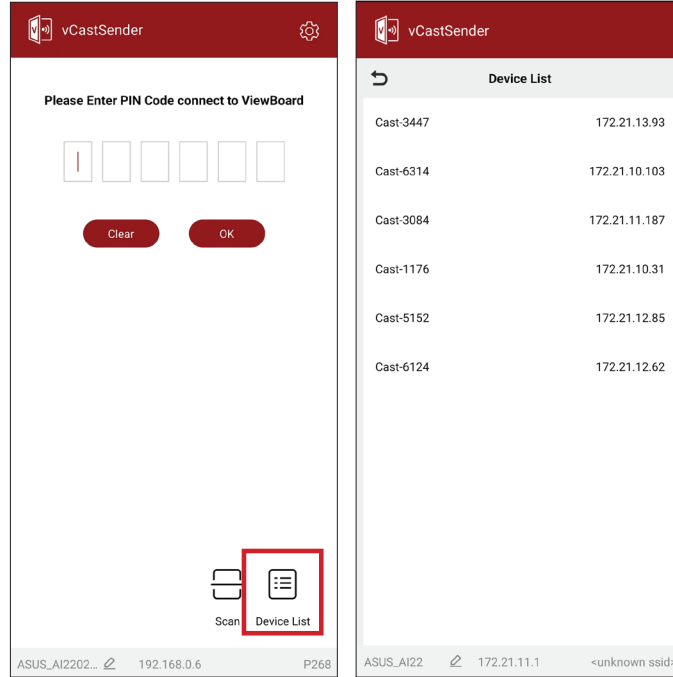 vCastSender
Please Enter PIN Code connect to ViewBoard
Clear
OK
Scan
Device List
ASUS_AI2202...
192.168.0.6
P268
vCastSender
Device List
Cast-3447 172.21.13.93
Cast-6314 172.21.10.103
Cast-3084 172.21.11.187
Cast-1176 172.21.10.31
Cast-5152 172.21.12.85
Cast-6124 172.21.12.62
ASUS_AI22
172.21.11.1
<unknown ssid>